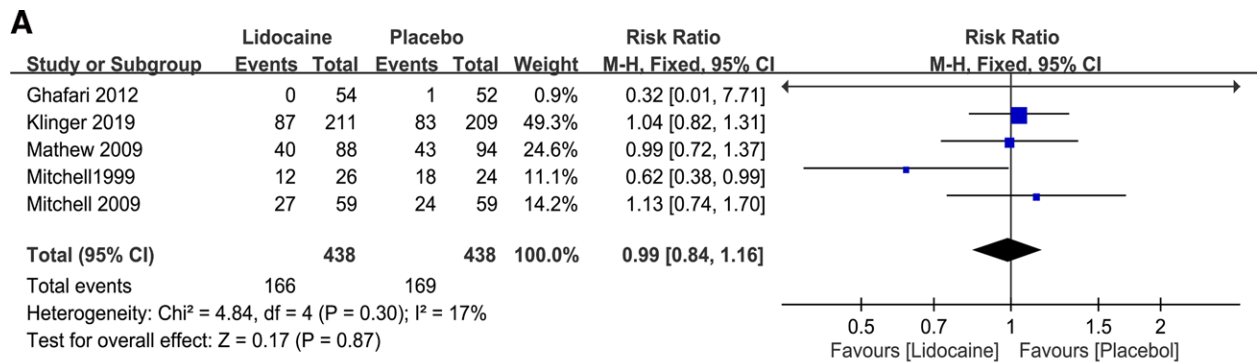 A
Lidocaine Placebo Risk Ratio Risk Ratio
Study or Subgroup Events Total Events Total Weight M-H, Fixed, 95% CI M-H, Fixed, 95% CI
Ghafari 2012 0 54 1 52 0.9% 0.32 [0.01, 7.71]
Klinger 2019 87 211 83 209 49.3% 1.04 [0.82, 1.31]
Mathew 2009 40 88 43 94 24.6% 0.99 [0.72, 1.37]
Mitchell1999 12 26 18 24 11.1% 0.62 [0.38, 0.99]
Mitchell 2009 27 59 24 59 14.2% 1.13 [0.74, 1.70]
Total (95% CI) 438 438 100.0% 0.99 [0.84, 1.16]
Total events 166 169
Heterogeneity: Chi² = 4.84, df = 4 (P = 0.30); I² = 17%
Test for overall effect: Z = 0.17 (P = 0.87)
0.5 0.7 1 1.5 2
Favours [Lidocaine] Favours [Placebol]